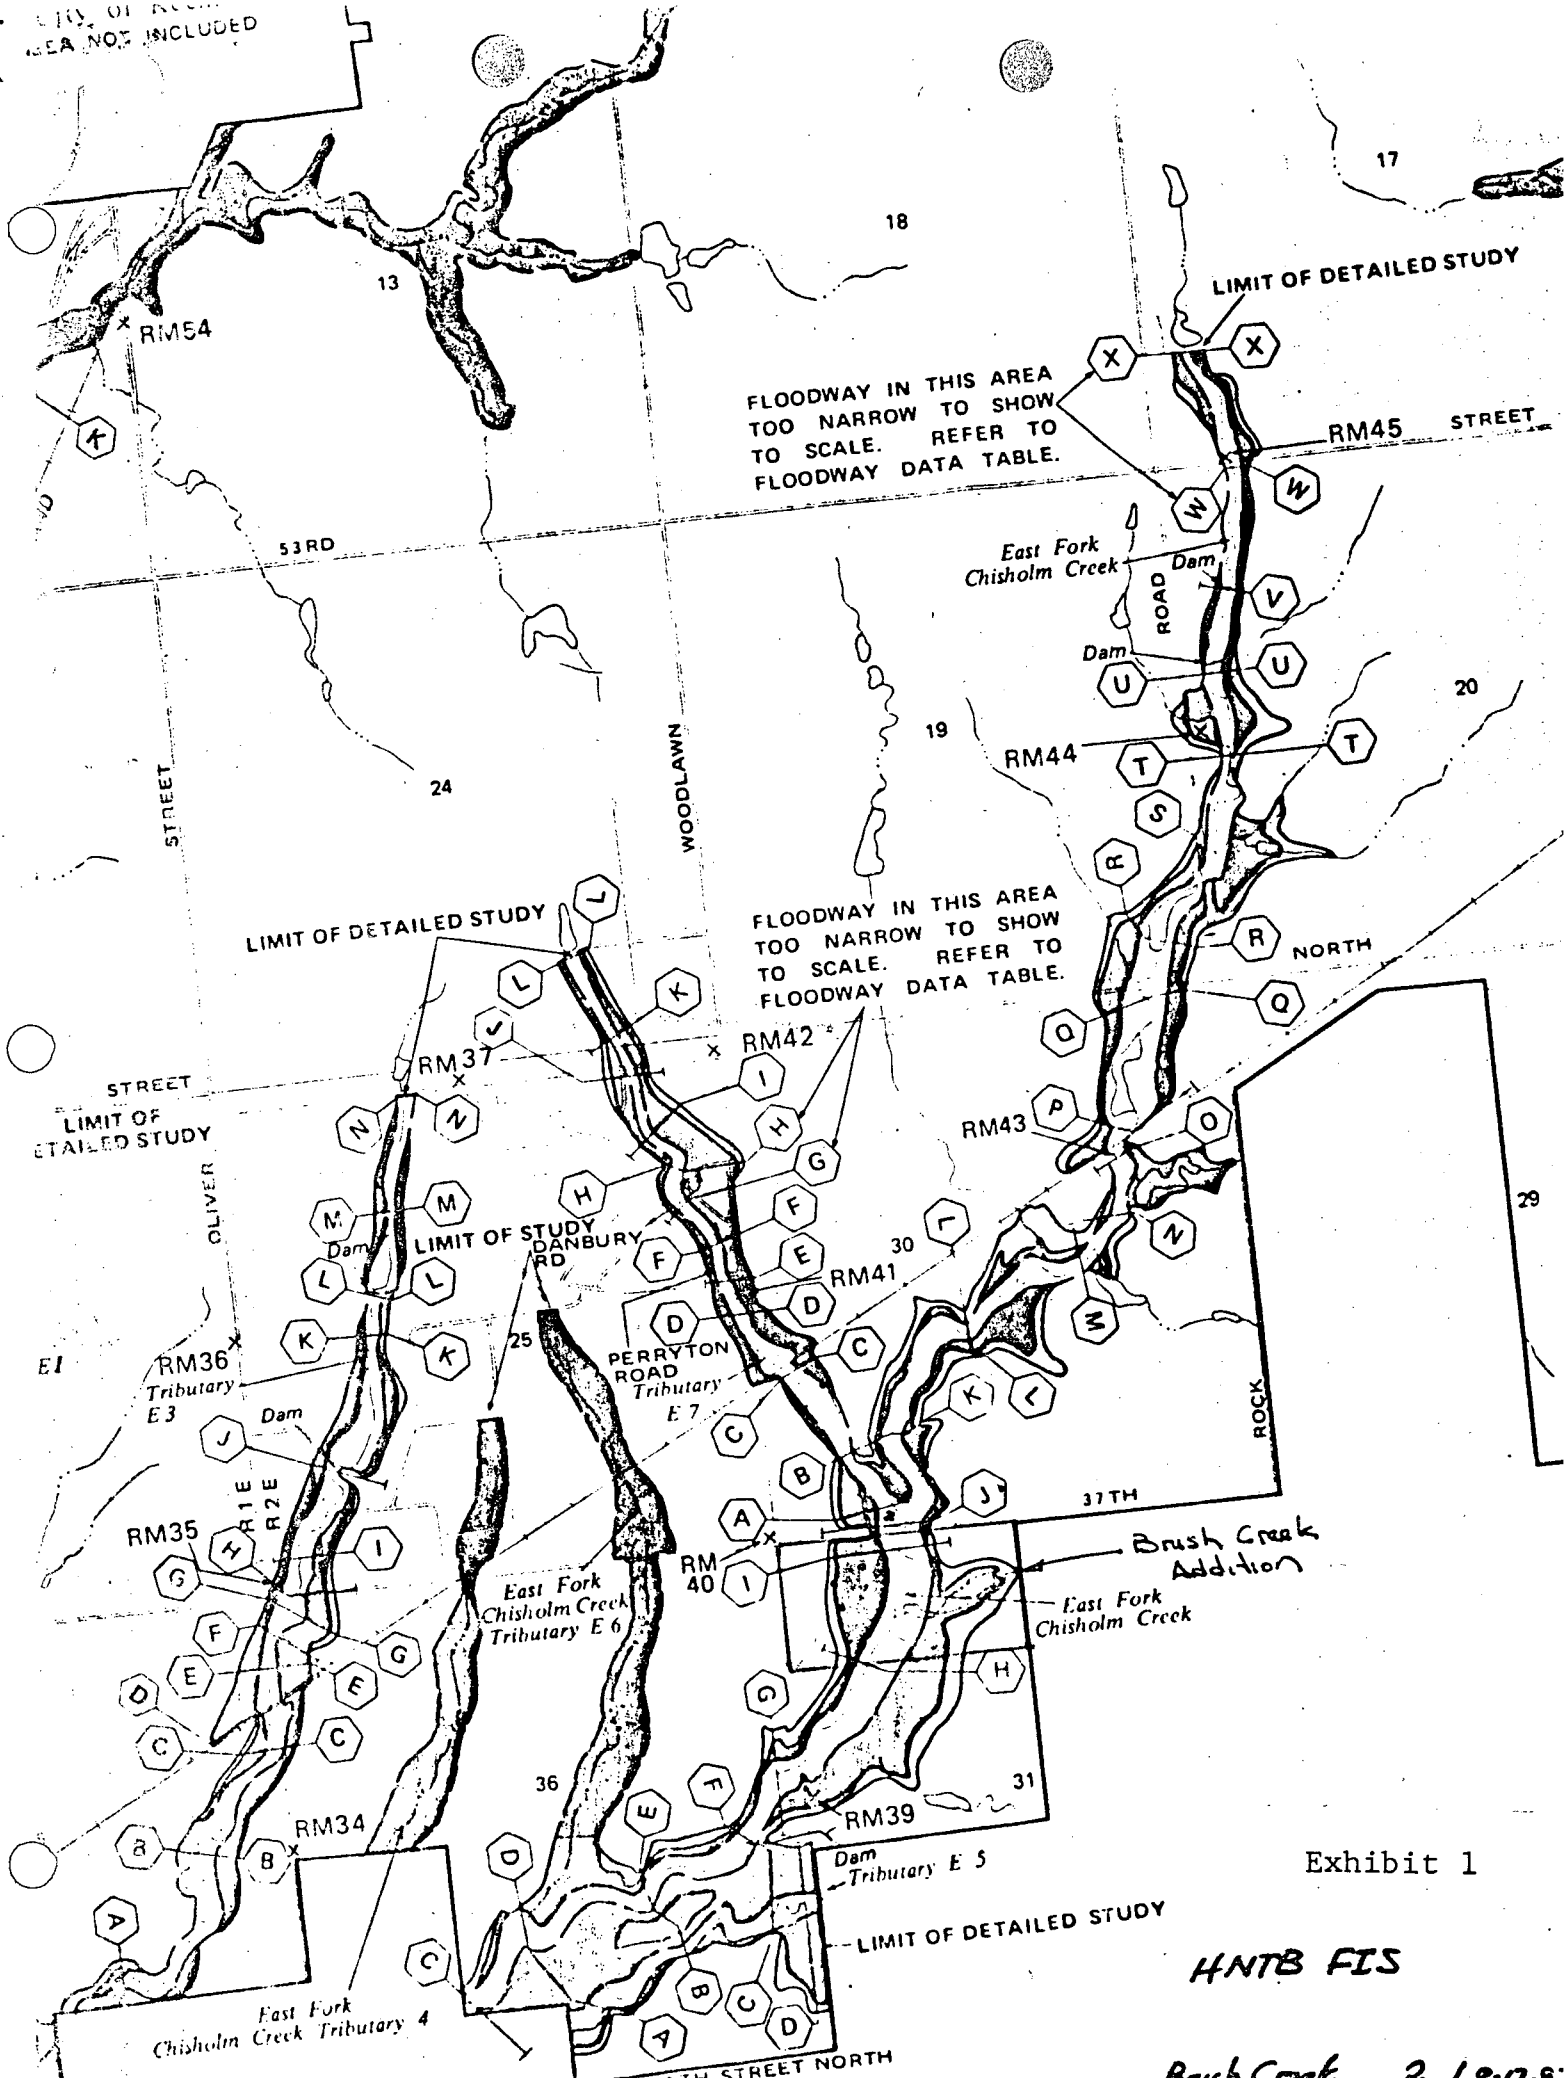 NOT INCLUDED
17
18
13
LIMIT OF DETAILED STUDY
RM54
X
X
FLOODWAY IN THIS AREA
TOO NARROW TO SHOW
TO SCALE. REFER TO
FLOODWAY DATA TABLE.
RM45
STREET
K
W
W
53RD
East Fork
Chisholm Creek
Dam
ROAD
V
Dam
U
U
20
19
RM44
T
T
24
STREET
WOODLAWN
S
R
LIMIT OF DETAILED STUDY
L
FLOODWAY IN THIS AREA
TOO NARROW TO SHOW
TO SCALE. REFER TO
FLOODWAY DATA TABLE.
R
NORTH
L
K
Q
Q
J
RM42
RM37
I
STREET
LIMIT OF
ETAILED STUDY
N
N
H
P
RM43
O
G
OLIVER
H
M
M
F
L
N
29
LIMIT OF STUDY
DANBURY
RD
Dam
F
E
30
RM41
L
L
D
D
M
25
K
K
C
E1
RM36
Tributary
E3
PERRYTON
ROAD
Tributary
E 7
K
L
ROCK
Dam
J
C
B
R1E
R2E
J
37TH
RM35
A
H
I
G
RM
40
I
Brush Creek
Addition
East Fork
Chisholm Creek
Tributary E 6
East Fork
Chisholm Creek
F
G
E
E
H
D
G
C
C
36
31
F
E
RM34
RM39
B
B
D
Dam
Tributary E 5
Exhibit 1
A
LIMIT OF DETAILED STUDY
C
HNTB FIS
B
C
D
A
East Fork
Chisholm Creek Tributary 4
STREET NORTH